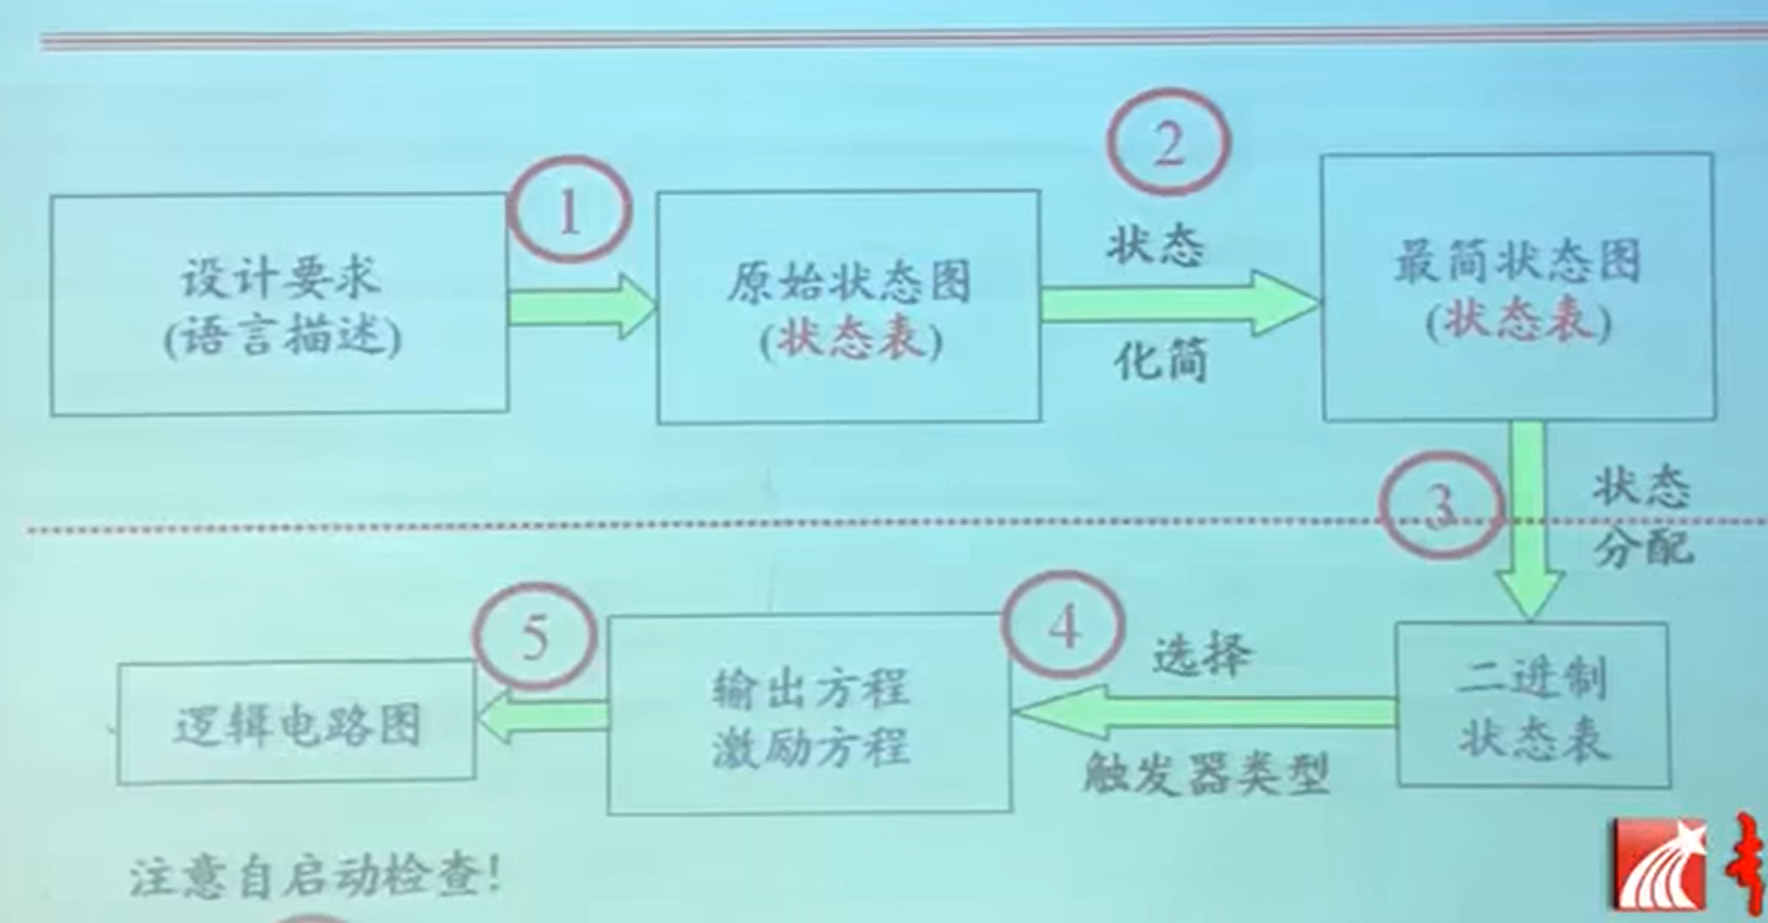 ①
②
设计要求
(语言描述)
原始状态图
(状态表)
状态
化简
最简状态图
(状态表)
③
状态
分配
二进制
状态表
④
选择
触发器类型
输出方程
激励方程
⑤
逻辑电路图
注意自启动检查!